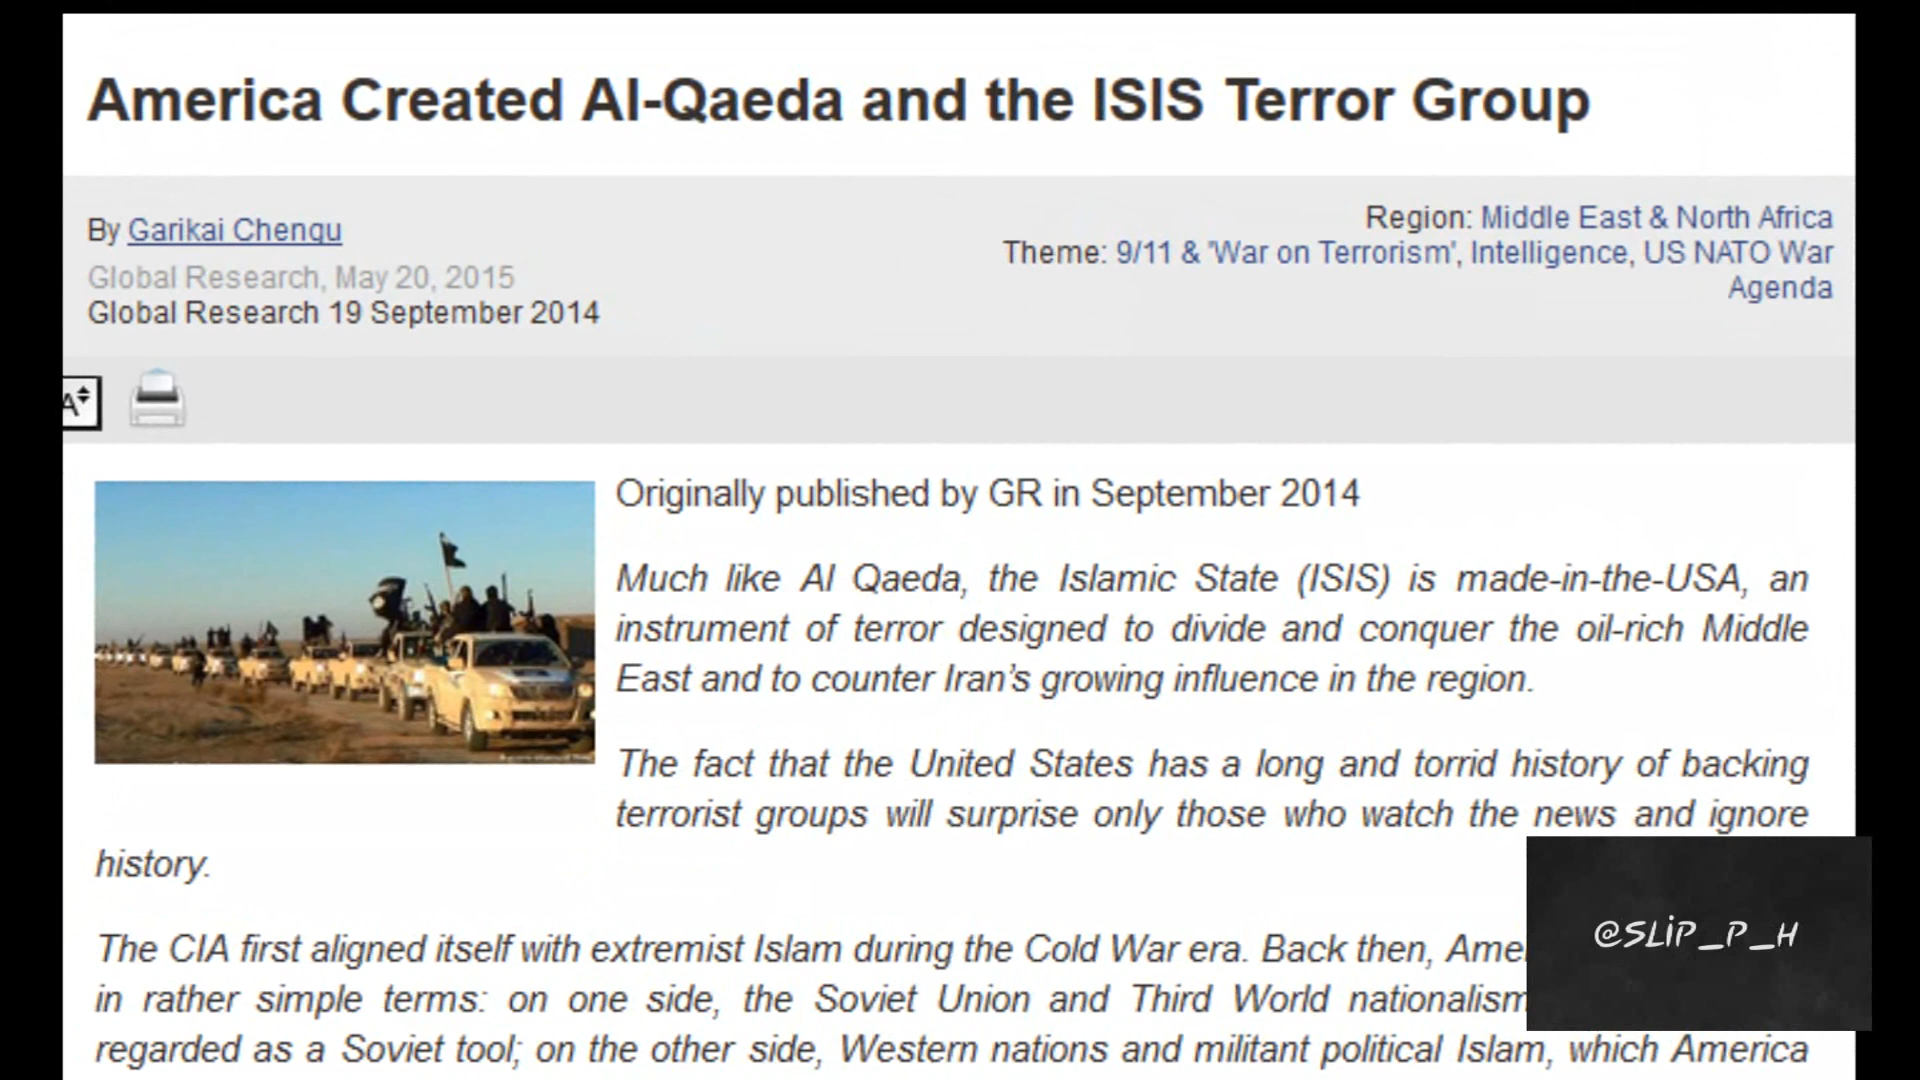 America Created Al-Qaeda and the ISIS Terror Group
By Garikai Chengu
Region: Middle East & North Africa
Global Research, May 20, 2015
Theme: 9/11 & 'War on Terrorism', Intelligence, US NATO War
Agenda
Global Research 19 September 2014
A
Originally published by GR in September 2014
Much like Al Qaeda, the Islamic State (ISIS) is made-in-the-USA, an
instrument of terror designed to divide and conquer the oil-rich Middle
East and to counter Iran's growing influence in the region.
The fact that the United States has a long and torrid history of backing
terrorist groups will surprise only those who watch the news and ignore
history.
The CIA first aligned itself with extremist Islam during the Cold War era. Back then, Ame
in rather simple terms: on one side, the Soviet Union and Third World nationalism
regarded as a Soviet tool; on the other side, Western nations and militant political Islam, which America
@SLiP_P_H